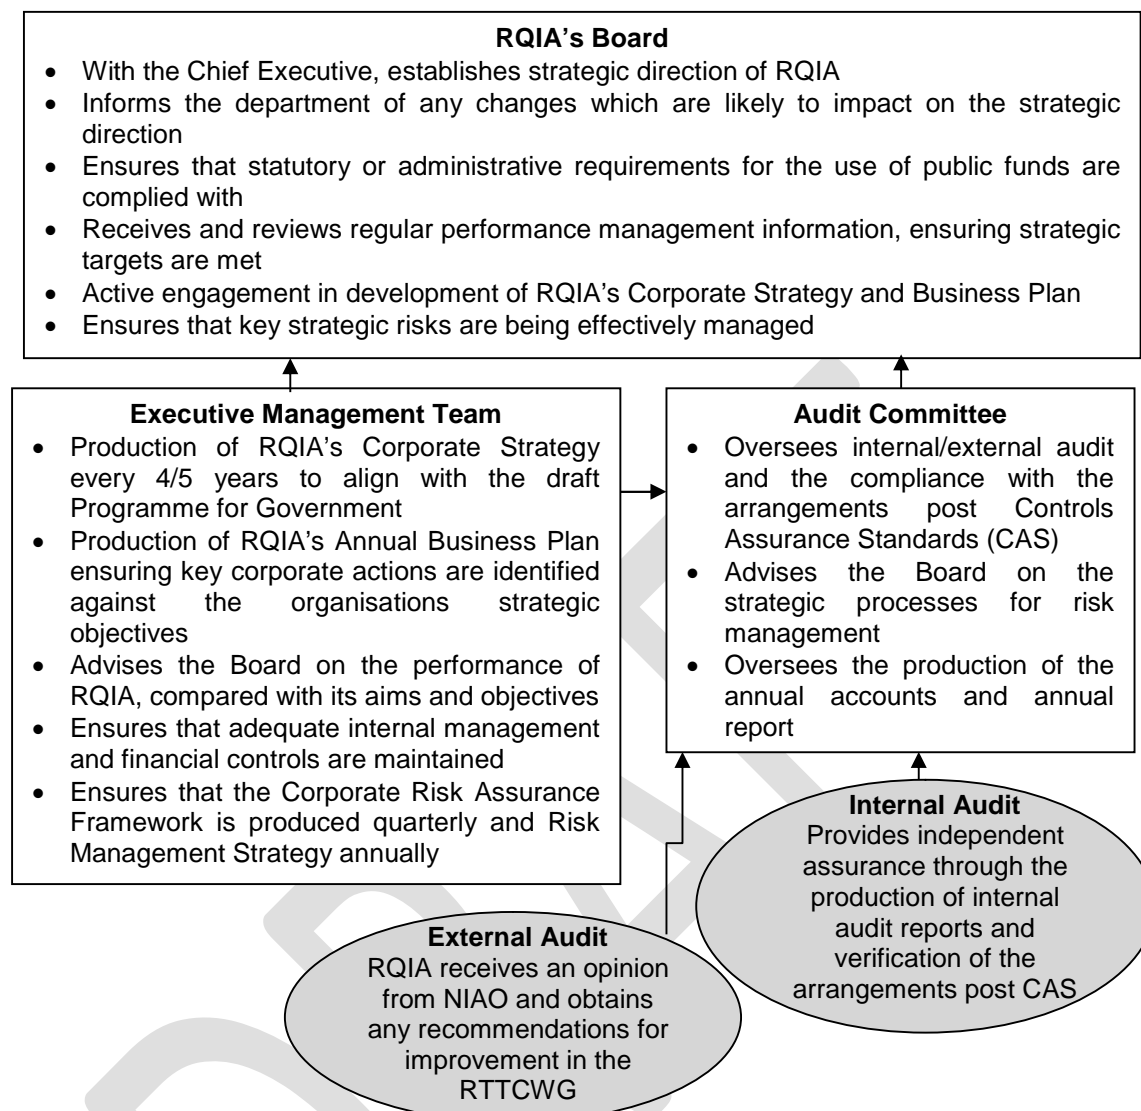 RQIA's Board
• With the Chief Executive, establishes strategic direction of RQIA
• Informs the department of any changes which are likely to impact on the strategic
direction
• Ensures that statutory or administrative requirements for the use of public funds are
complied with
• Receives and reviews regular performance management information, ensuring strategic
targets are met
• Active engagement in development of RQIA's Corporate Strategy and Business Plan
• Ensures that key strategic risks are being effectively managed
Executive Management Team
• Production of RQIA's Corporate Strategy
every 4/5 years to align with the draft
Programme for Government
• Production of RQIA's Annual Business Plan
ensuring key corporate actions are identified
against the organisations strategic
objectives
• Advises the Board on the performance of
RQIA, compared with its aims and objectives
• Ensures that adequate internal management
and financial controls are maintained
• Ensures that the Corporate Risk Assurance
Framework is produced quarterly and Risk
Management Strategy annually
Audit Committee
• Oversees internal/external audit
and the compliance with the
arrangements post Controls
Assurance Standards (CAS)
• Advises the Board on the
strategic processes for risk
management
• Oversees the production of the
annual accounts and annual
report
Internal Audit
Provides independent
assurance through the
production of internal
audit reports and
verification of the
arrangements post CAS
External Audit
RQIA receives an opinion
from NIAO and obtains
any recommendations for
improvement in the
RTTCWG